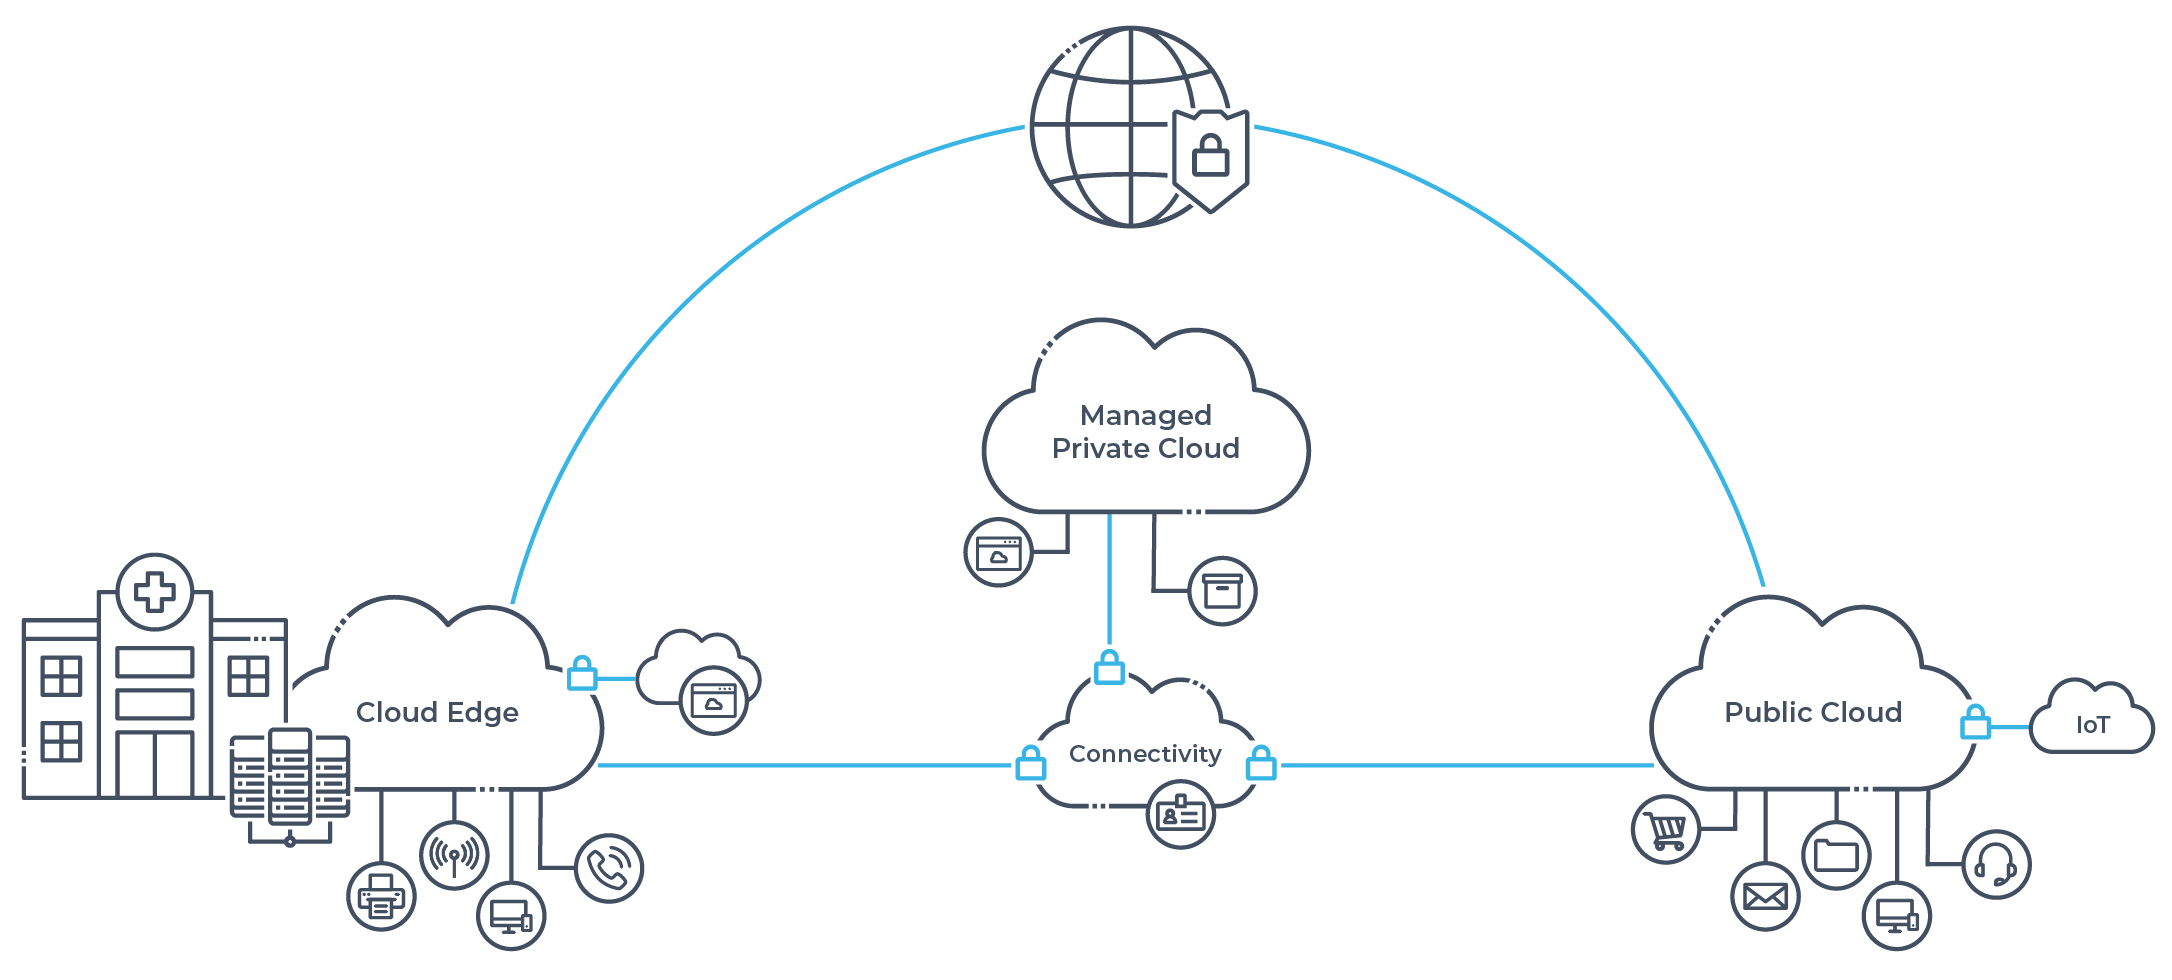 Managed
Private Cloud
Cloud Edge
Connectivity
Public Cloud
IoT